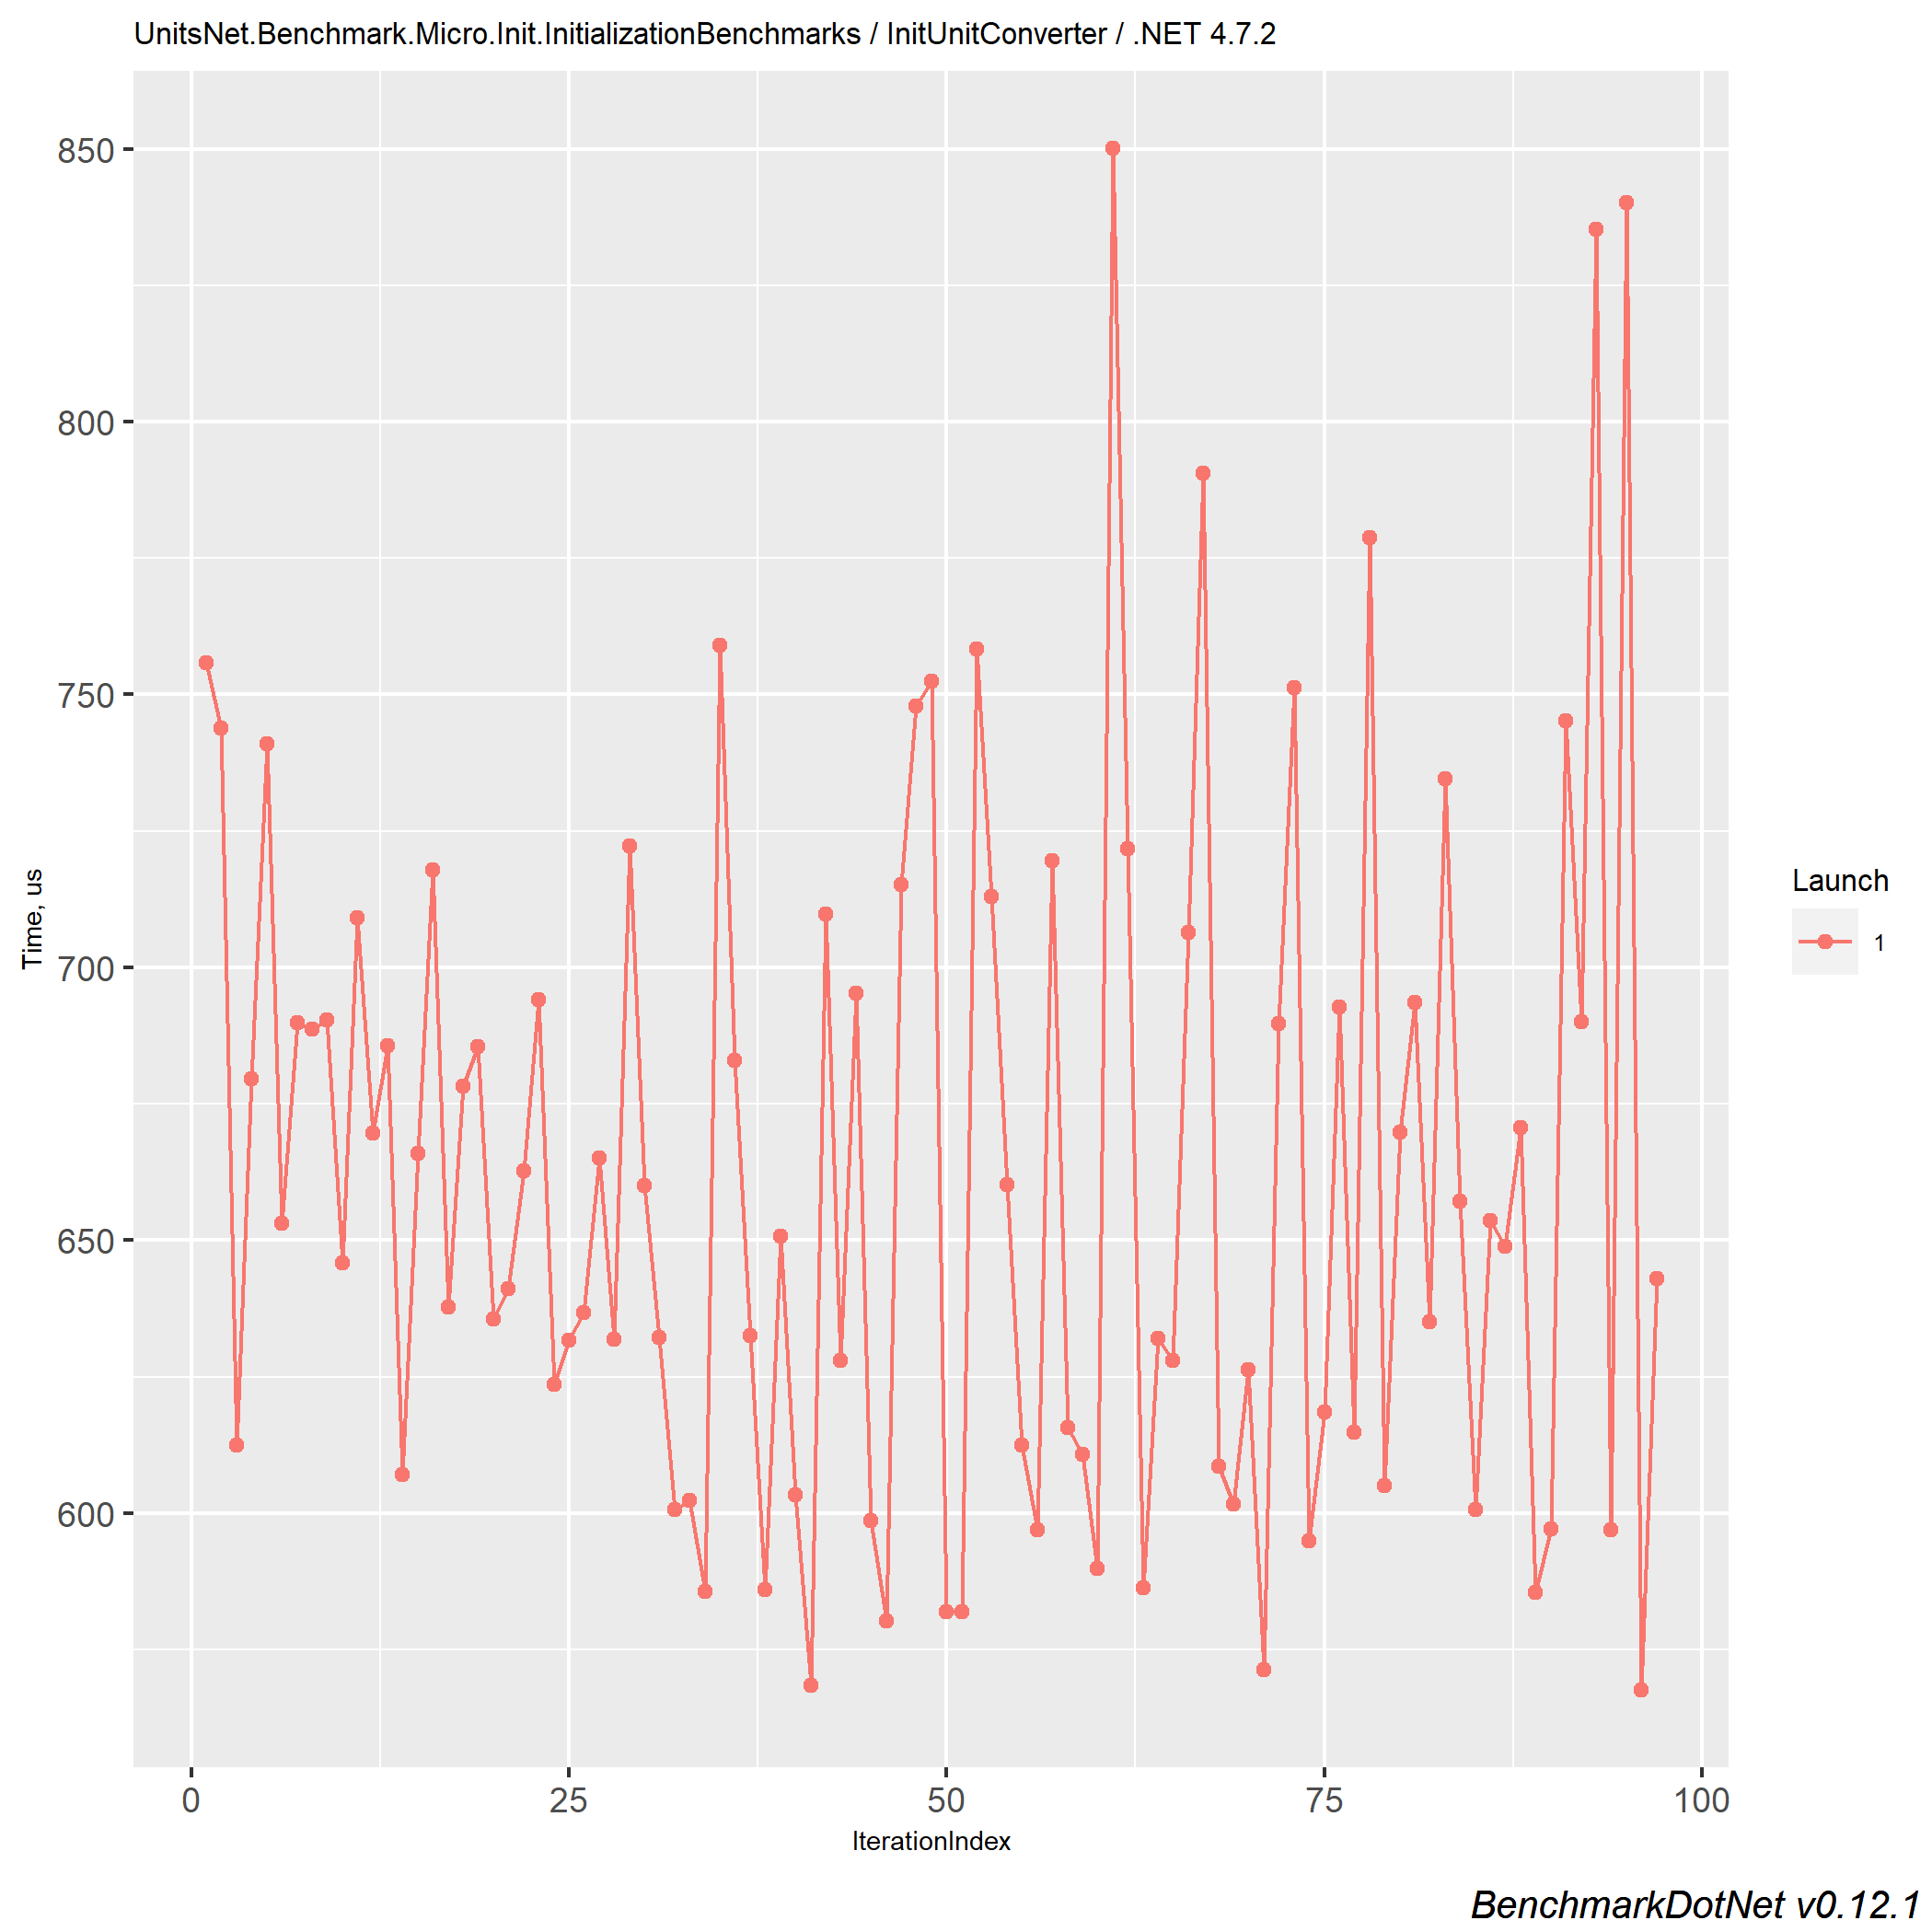 UnitsNet.Benchmark.Micro.Init.InitializationBenchmarks / InitUnitConverter / .NET 4.7.2
850
800
750
700
650
600
Time, us
0 25 50 75 100
IterationIndex
Launch
1
BenchmarkDotNet v0.12.1